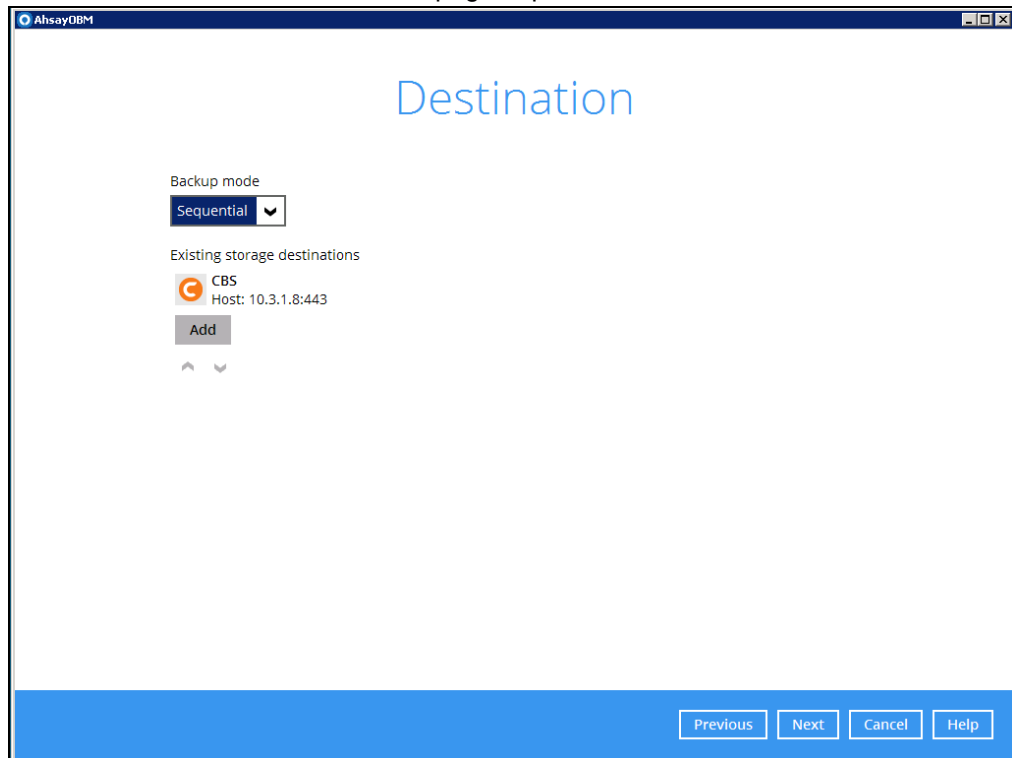 AhsayOBM
Destination
Backup mode
Sequential
Existing storage destinations
CBS
Host: 10.3.1.8:443
Add
Previous Next Cancel Help